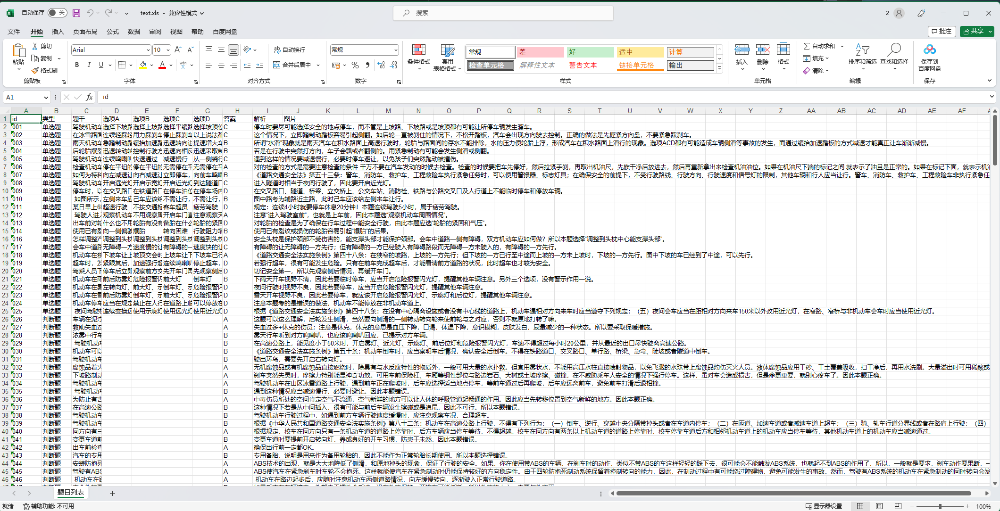 自动保存 关 text.xls - 兼容性模式 搜索 2
文件 开始 插入 页面布局 公式 数据 审阅 视图 帮助 百度网盘 批注 共享
粘贴 剪切 复制 格式刷 剪贴板
Arial 10 B I U A 字体
自动换行 合并后居中 对齐方式
常规 % 数字
条件格式 套用表格格式 常规 差 好 适中 计算
检查单元格 解释性文本 警告文本 链接单元格 输出 样式
插入 删除 格式 单元格
自动求和 填充 清除 排序和筛选 查找和选择 编辑
保存到百度网盘 保存
A1 fx id
A B C D E F G H I J K L M N O P Q R S T U V W X Y Z AA AB AC AD AE AF
1 id 类型 题干 选项A 选项B 选项C 选项D 答案 解析 图片
2 001 单选题 驾驶机动车 选择下坡路 选择上坡路 选择平缓路 选择坡顶位 C 停车时要尽可能选择安全的地点停车，而不管是上坡路、下坡路或是坡顶都有可能让所停车辆发生溜车。
3 002 单选题 在冰雪路面 连续轻踩轻 用力踩刹车 停止踩刹车 以上说法都 C 这个情况下，立即踏制动踏板容易引起侧翻。如后轮一直被刹住的情况下，不松开踏板，汽车会出现方向驶去控制。正确的做法是先握紧方向盘，不要紧急踩刹车。
4 003 单选题 雨天机动车 急踏制动踏 缓抬加速踏 迅速转向进 提速增大车 B 所谓“水滑”现象就是雨天汽车在积水路面上高速行驶时，轮胎与路面间的存水不能排除，水的压力使轮胎上浮，形成汽车在积水路面上滑行的现象。选项ACD都有可能造成车辆侧滑等事故的发生，而通过缓抬加速踏板的方式减速才能真正让车渐渐减慢。
5 004 单选题 后轮胎爆裂 迅速转动转 控制行驶方 迅速向相反 迅速采取制 B 若是在行驶中突然打方向，车子会飘或者翻侧的。用紧急制动有可能会发生侧滑或侧翻。
6 005 单选题 驾驶机动车 连续鸣喇叭 快速通过 减速慢行 从一侧绕行 C 遇到这样的情况要减速慢行，必要时停车避让，以免孩子们突然跑动被撞伤。
7 006 单选题 检查机动车 停在平坦的 停在平坦的 无需停在平 无需停在平 A 对的检查的方式是需要注意检查的条件.千万不要在汽车发动的时候去检查。检查的时候要把车先停好，然后拉紧手刹，再取出机油尺，先族干净后放进去，然后再重新拿出来检查机油油位。如果在机油尺下端的标记之间.就表示了油且是正常的。如果在标记下面，就表示机
8 007 单选题 如何为特种 向左减速让 向右减速让 立即停车， 向前车鸣喇 B 《道路交通安全法》第五十三条：警车、消防车、救护车、工程救险车执行紧急任务时，可以使用警报器、标志灯具；在确保安全的前提下，不受行驶路线、行驶方向、行驶速度和信号灯的限制，其他车辆和行人应当让行。警车、消防车、救护车、工程救险车非执行紧急任
9 008 单选题 驾驶机动车 开启远光灯 开启示宽灯 开启近光灯 到达隧道口 C 进入隧道时相当于夜间行驶了，因此要开启近光灯。
10 009 单选题 停车时，以 在交叉路口 在铁路道口 在停车泊位 在停车场内 D 在交叉路口、隧道、桥梁、立交桥上、公交车站、消防栓、铁路与公路交叉口及人行道上不能临时停车和停放车辆。
11 010 单选题 如图所示， 左侧来车应 己车应该给 不需让行， 不需让行， B 图中路考为辅路近主路，此时己车应该给左侧来车让行。
12 011 单选题 某日早上6 超速行驶 不按交通标 客车超员 疲劳驾驶 D 规定：连续4小时就要停车休息20分钟！本题连续驾驶5小时，属于疲劳驾驶。
13 012 单选题 驾驶人进入 观察机动车 不用观察周 开启车门直 注意观察天 A 注意“进入驾驶室前”，也就是上车前，因此本题选“观察机动车周围情况”。
14 013 单选题 出车前对轮 什么也不用 轮胎有没有 备胎在什么 轮胎的紧固 D 对轮胎的检查是为了确保在行车过程中能安全行驶，由此本题应选“轮胎的紧固和气压”。
15 014 单选题 使用已有裂 向一侧偏驶 爆胎 转向困难 行驶阻力增 B 使用已有裂纹或损伤的轮胎容易引起“爆胎”的后果。
16 016 单选题 怎样调整汽 调整到头枕 调整到头枕 调整到头枕 调整到头枕 D 安全头枕是保护颈部不受伤害的，能支撑头部才能保护颈部。会车中道路一侧有障碍，双方机动车应如何做？所以本题选择“调整到头枕中心能支撑头部”。
17 017 单选题 会车中道路 无障碍一方 速度慢的让 有障碍的一 速度快的让 C 有障碍的让无障碍的一方先行；但有障碍的一方已经驶入有障碍路段而无障碍一方未驶入的，有障碍的一方先行。
18 018 单选题 机动车在狭 下坡车让上 坡顶交会时 上坡车让下 下坡车已行 A 《道路交通安全法实施条例》第四十八条：在狭窄的坡路，上坡的一方先行；但下坡的一方已行至中途而上坡的一方未上坡时，下坡的一方先行。图中下坡的车已经到了中途，可以先行。
19 019 单选题 超车时，发 紧跟其后， 加速强行超 连续鸣喇叭 停止超车， D 若强行超车，很有可能发生危险。只有在前车完成超车后，才能看清前方道路的状况，此时超车也才较为安全。
20 020 单选题 驾乘人员下 停车后立即 观察前方交 先开车门再 先观察侧后 D 切记安全第一，所以先观察侧后情况，再缓开车门。
21 021 单选题 机动车在雨 前后防雾灯 危险报警闪 前大灯 倒车灯 B 下雨天开车视野不清，因此若要临时停车，应当开启危险报警闪光灯，提醒其他车辆注意。另外三个选项，没有警示作用一说。
22 022 单选题 机动车在雾 左转向灯、 前大灯、示 倒车灯、示 危险报警闪 D 夜间行驶时视野不良，因此若要停车，应当开启危险报警闪光灯，提醒其他车辆注意。
23 023 单选题 机动车在雪 前后防雾灯 倒车灯、示 前大灯、示 危险报警闪 D 雪天开车视野不良，因此若要停车，就应该开启危险报警闪光灯、示廓灯和后位灯，提醒其他车辆注意。
24 024 单选题 机动车停车 应当在规定 禁止在人行 在道路上临 可以停放在 D 注意本题考的是错误的做法，机动车不能停放在非机动车道上。
25 025 单选题 夜间驾驶机 连续变换远 使用示廓灯 使用远光灯 使用近光灯 D 根据《道路交通安全法实施条例》第四十八条：在没有中心隔离设施或者没有中心线的道路上，机动车遇相对方向来车时应当遵守下列规定：（五）夜间会车应当在距相对方向来车150米以外改用近光灯，在窄路、窄桥与非机动车会车时应当使用近光灯。
26 026 判断题 车辆在泥泞 A 这题可以这么理解，后轮发生侧滑，当然要向侧滑的一侧转动转向轮来使前轮与之对应，否则不就原地打转了嘛。
27 027 判断题 救助失血过 A 失血过多+休克的伤员；注意是休克，休克的意思是血压下降，口渴，体温下降，意识模糊，皮肤发白，尿量减少的一种状态。所以要采取保暖措施。
28 028 判断题 浓雾中行车 B 雾天行车听到对方鸣喇叭，也应该鸣喇叭回应，已提示对方车辆。
29 029 判断题 驾驶机动车 B 在高速公路上，能见度小于50米时，开启雾灯、近光灯、示廓灯、前后位灯和危险报警闪光灯，车速不得超过每小时20公里，并从最近的出口尽快驶离高速公路。
30 030 判断题 机动车可以 B 《道路交通安全法实施条例》第五十条：机动车倒车时，应当察明车后情况，确认安全后倒车。不得在铁路道口、交叉路口、单行路、桥梁、急弯、陡坡或者隧道中倒车。
31 031 判断题 驾驶机动车 B 驶出环岛，需要先开启右转向灯。
32 032 判断题 腐蚀品着火 A 无机腐蚀品或有机腐蚀品直接燃烧时，除具有与水反应特性的物质外，一般可用大量的水扑救。但宜用雾状水，不能用高压水柱直接喷射物品，以免飞溅的水珠带上腐蚀品灼伤灭火人员。液体腐蚀品应用干砂、干土覆盖吸收，扫干净后，再用水洗刷。大量溢出时可用稀酸或
33 033 判断题 下坡路制动 A 刹车突然失灵时，摩擦力特别能显神奇功效。可用车前保险杠、车厢等钢性部位与路边岩石、大树或土坡摩擦、碰撞，在不威胁乘车人安全的情况下强行停车。这样，虽对车会造成损害，但是命更重要，就别心疼车了。因此本题正确。
34 034 判断题 驾驶机动车 A 驾驶机动车在山区冰雪道路上行驶，遇到前车正在爬坡时，后车应选择适当地点停车，等前车通过后再爬坡，后车应远离前车，避免前车打滑后退相撞。
35 035 判断题 驾驶机动车 B 遇到这种情况应当减速慢行，必要时避让。因此本题错误。
36 036 判断题 为防止有害 A 中毒伤员所处的空间肯定空气不流通，空气新鲜的地方可以让人体的呼吸管道起畅通的作用。因此应当先转移位置到空气新鲜的地方。因此本题正确。
37 037 判断题 在高速公路 B 这种情况下若是从中间插入，很有可能与前后车辆发生擦碰或是追尾，因此不可行。所以本题错误。
38 038 判断题 驾驶机动车 B 驾驶机动车行驶过程中，如遇到前方车辆行驶速度缓慢时，应注意观察车况，合理超车。
39 039 判断题 驾驶机动车 B 根据《中华人民共和国道路交通安全法实施条例》第八十二条：机动车在高速公路上行驶，不得有下列行为：（一）倒车、逆行、穿越中央分隔带掉头或者在车道内停车；（二）在匝道、加速车道或者减速车道上超车；（三）骑、轧车行道分界线或者在路肩上行驶；（四）
40 040 判断题 同方向有三 A 根据规定，校车在同方向只有一条机动车道的道路上停靠时，后方车辆应当停车等待，不得超越。校车在同方向有两条以上机动车道的道路上停靠时，校车停靠车道后方和相邻机动车道上的机动车应当停车等待，其他机动车道上的机动车应当减速通过。
41 041 判断题 变更车道前 B 变更车道时要提前开启转向灯，养成良好的开车习惯，防患于未然，因此本题错误。
42 042 判断题 出车前检查 A 确保出行前一定都OK。
43 043 判断题 汽车的专用 B 专用备胎，说明是用来作为备用轮胎的，因此不能作为正常轮胎长期使用。所以本题选择错误。
44 044 判断题 安装防抱死 A ABS技术的出现，就是大大地降低了侧滑，和原地掉头的现象，保证了行驶的安全。如果，你在使用带ABS的车辆，在刹车时的动作，类似不带ABS的车这样轻轻的踩下去，很可能会不能触发ABS系统，也就起不到ABS的作用了，所以，一般就是要求，刹车动作要果断，一
45 045 判断题 驾驶有ABS A ABS使汽车在紧急刹车时车轮不会抱死，这样就能使汽车在紧急制动时仍能保持较好的方向稳定性。由于四轮防抱死制动系统保留着控制转向的能力，因此，在制动过程中有可能绕过障碍物，避免可能发生的事故。然而，驾驶有ABS系统的机动车在紧急制动的同时转向会发
46 046 判断题 机动车在路 A 机动车在路边起步后，应随时注意机动车两侧道路情况，向左缓慢转向，逐渐驶入正常行驶道路。
题目列表
就绪 辅助功能: 不可用 显示器设置 100%